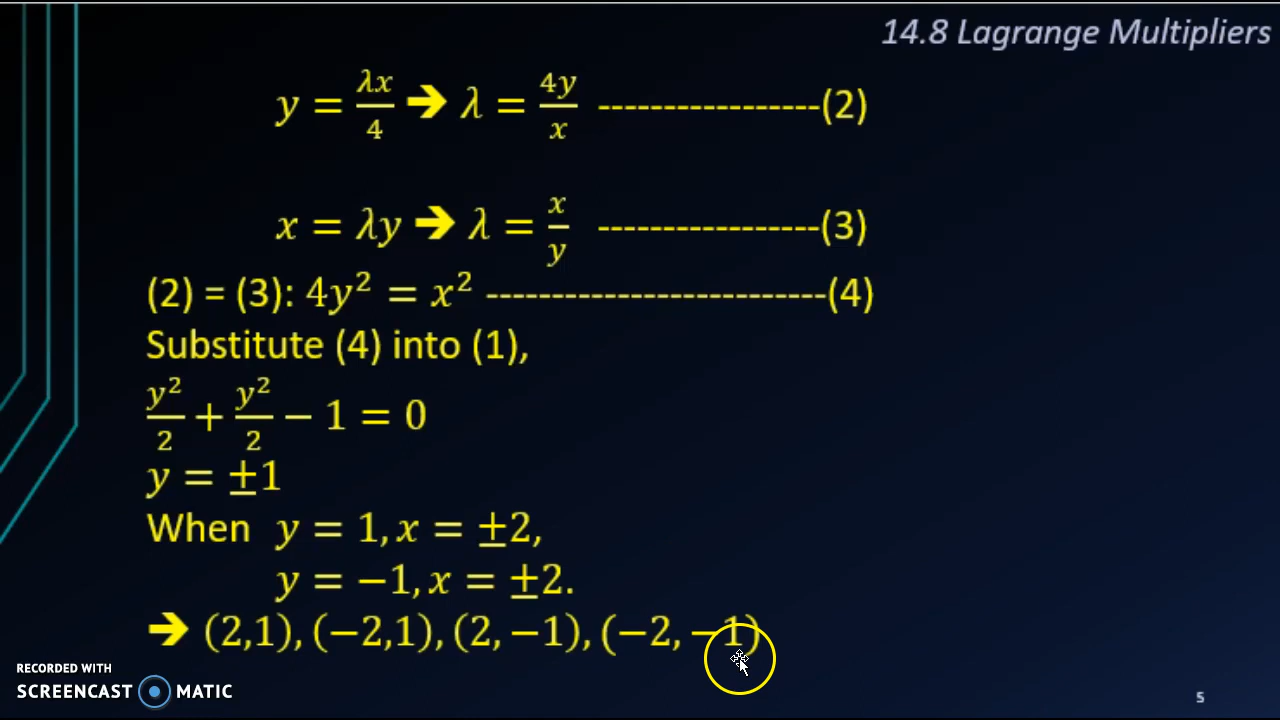 14.8 Lagrange Multipliers
y = λx/4 ➔ λ = 4y/x -----------------(2)
x = λy ➔ λ = x/y -----------------(3)
(2) = (3): 4y² = x² --------------------------(4)
Substitute (4) into (1),
y²/2 + y²/2 − 1 = 0
y = ±1
When y = 1, x = ±2,
y = −1, x = ±2.
➔ (2,1), (−2,1), (2, −1), (−2, −1)
RECORDED WITH
SCREENCAST MATIC
5